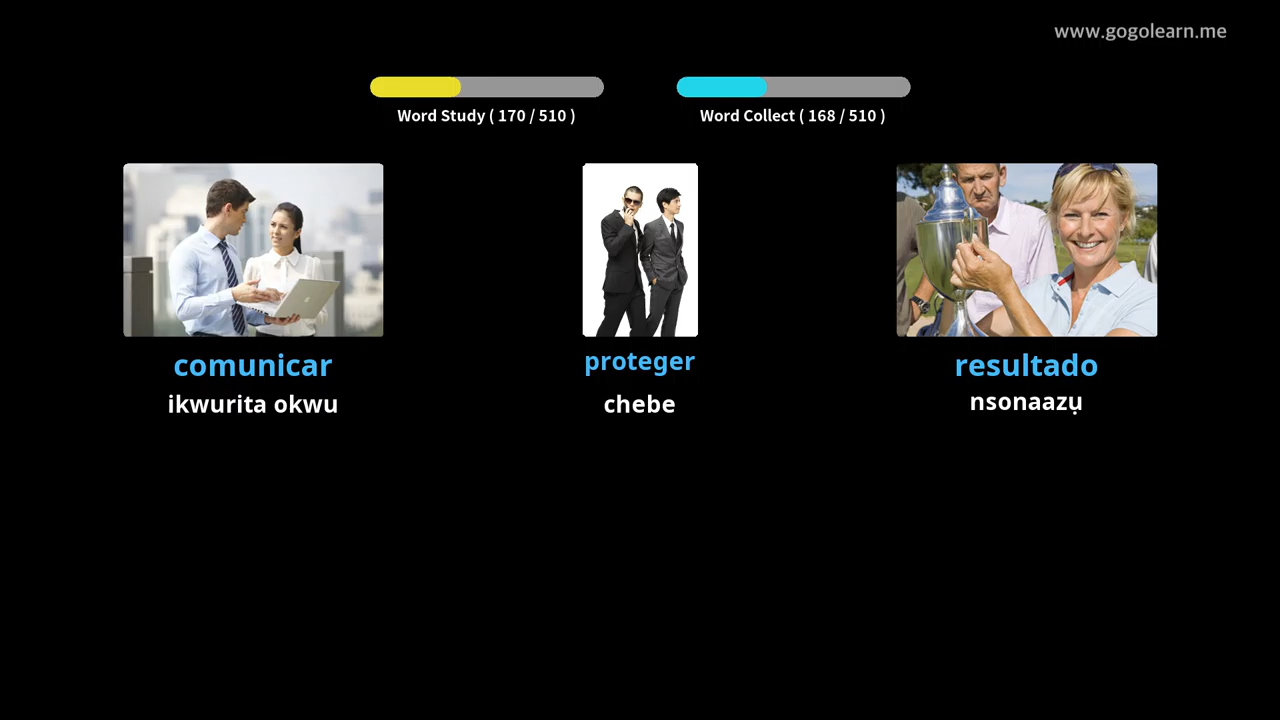 www.gogolearn.me
Word Study ( 170 / 510 )
Word Collect ( 168 / 510 )
comunicar
ikwurita okwu
proteger
chebe
resultado
nsonaazụ